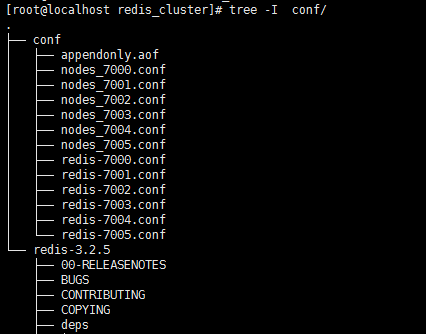 [root@localhost redis_cluster]# tree -I  conf/
.
├── conf
│   ├── appendonly.aof
│   ├── nodes_7000.conf
│   ├── nodes_7001.conf
│   ├── nodes_7002.conf
│   ├── nodes_7003.conf
│   ├── nodes_7004.conf
│   ├── nodes_7005.conf
│   ├── redis-7000.conf
│   ├── redis-7001.conf
│   ├── redis-7002.conf
│   ├── redis-7003.conf
│   ├── redis-7004.conf
│   └── redis-7005.conf
└── redis-3.2.5
    ├── 00-RELEASENOTES
    ├── BUGS
    ├── CONTRIBUTING
    ├── COPYING
    ├── deps